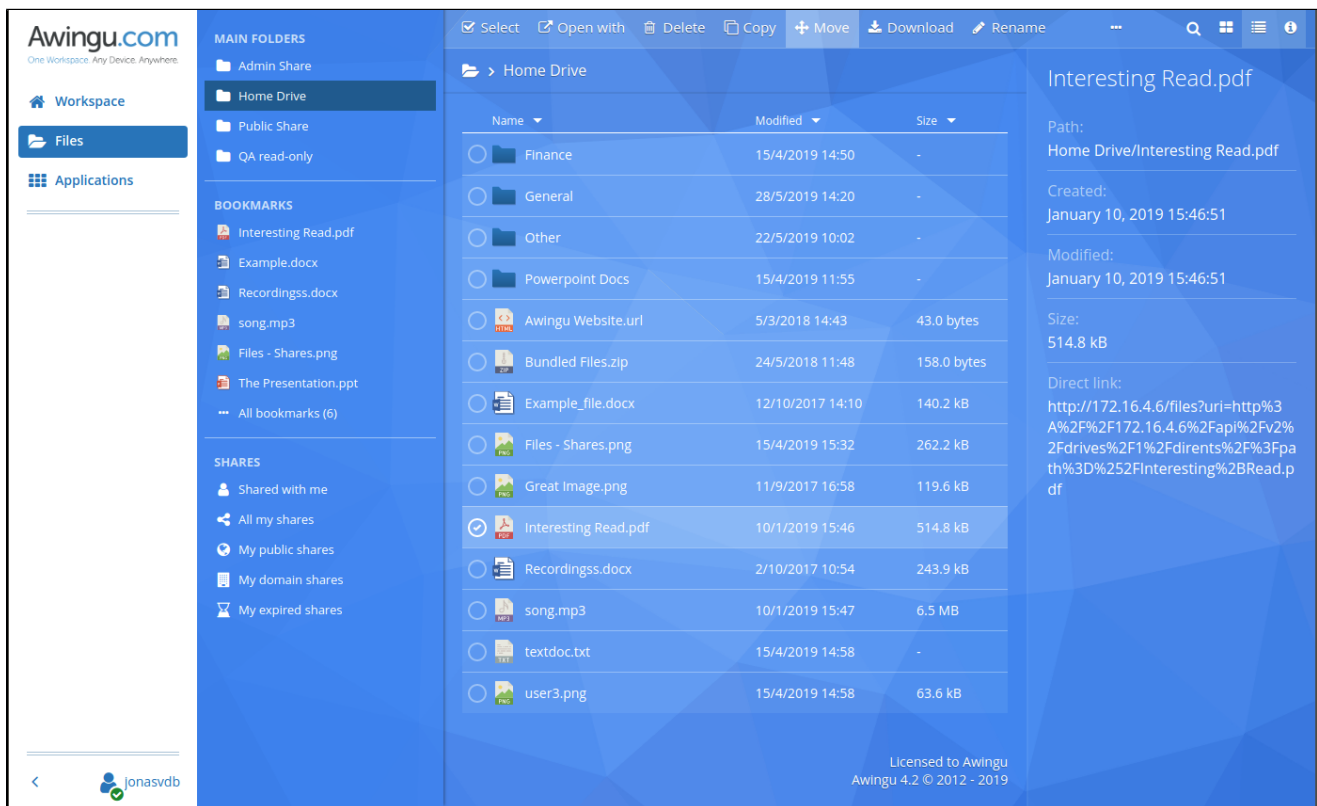 Awingu.com
One Workspace. Any Device. Anywhere.
Workspace
Files
Applications
jonasvdb
MAIN FOLDERS
Admin Share
Home Drive
Public Share
QA read-only
BOOKMARKS
Interesting Read.pdf
Example.docx
Recordingss.docx
song.mp3
Files - Shares.png
The Presentation.ppt
All bookmarks (6)
SHARES
Shared with me
All my shares
My public shares
My domain shares
My expired shares
Select Open with Delete Copy Move Download Rename ...
> Home Drive
Name Modified Size
Finance 15/4/2019 14:50 -
General 28/5/2019 14:20 -
Other 22/5/2019 10:02 -
Powerpoint Docs 15/4/2019 11:55 -
HTML Awingu Website.url 5/3/2018 14:43 43.0 bytes
ZIP Bundled Files.zip 24/5/2018 11:48 158.0 bytes
Example_file.docx 12/10/2017 14:10 140.2 kB
PNG Files - Shares.png 15/4/2019 15:32 262.2 kB
PNG Great Image.png 11/9/2017 16:58 119.6 kB
PDF Interesting Read.pdf 10/1/2019 15:46 514.8 kB
Recordingss.docx 2/10/2017 10:54 243.9 kB
MP3 song.mp3 10/1/2019 15:47 6.5 MB
TXT textdoc.txt 15/4/2019 14:58 -
PNG user3.png 15/4/2019 14:58 63.6 kB
Licensed to Awingu
Awingu 4.2 © 2012 - 2019
Interesting Read.pdf
Path:
Home Drive/Interesting Read.pdf
Created:
January 10, 2019 15:46:51
Modified:
January 10, 2019 15:46:51
Size:
514.8 kB
Direct link:
http://172.16.4.6/files?uri=http%3
A%2F%2F172.16.4.6%2Fapi%2Fv2%
2Fdrives%2F1%2Fdirents%2F%3Fpa
th%3D%252FInteresting%2BRead.p
df